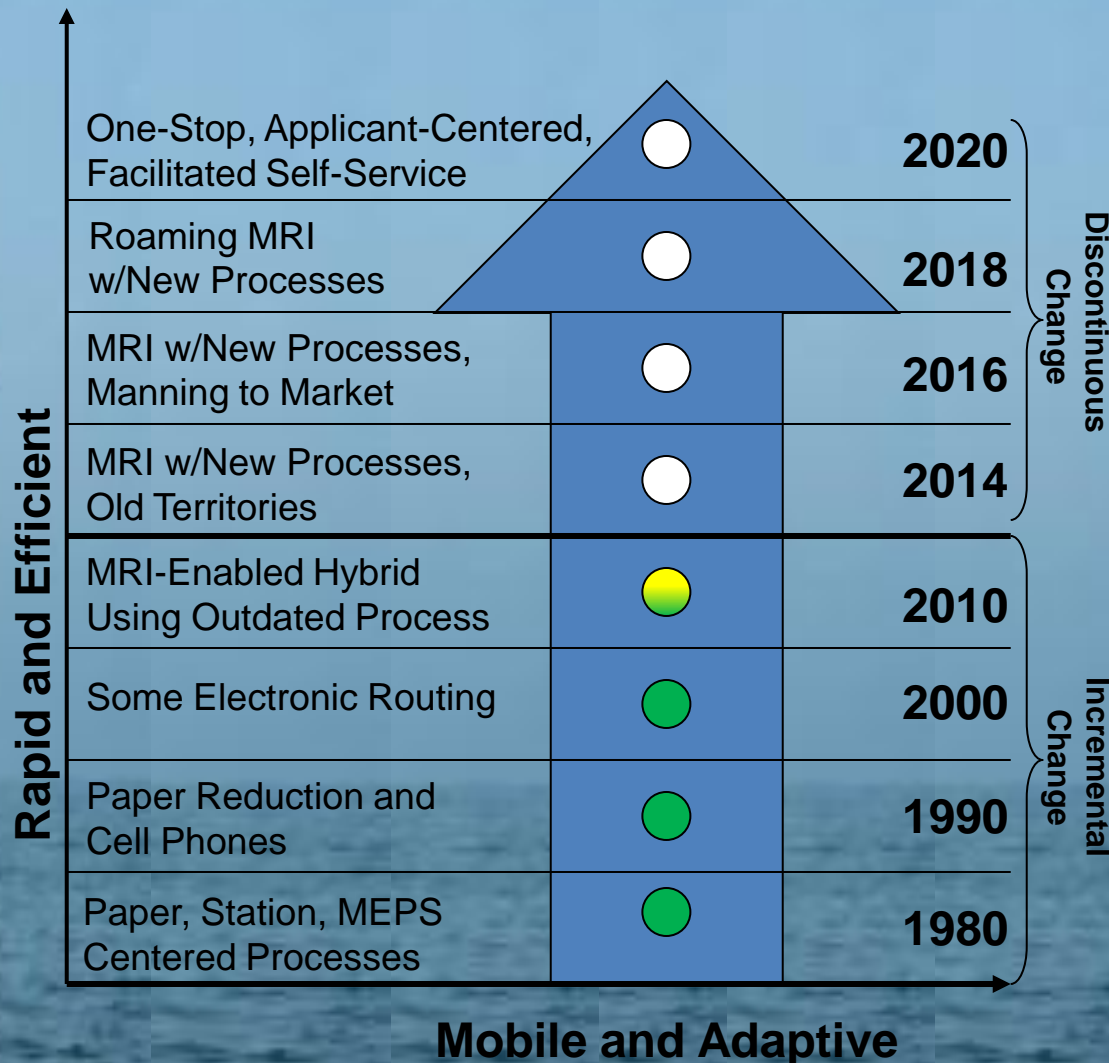 One-Stop, Applicant-Centered,
Facilitated Self-Service
2020
Roaming MRI
w/New Processes
2018
MRI w/New Processes,
Manning to Market
2016
MRI w/New Processes,
Old Territories
2014
Discontinuous
Change
MRI-Enabled Hybrid
Using Outdated Process
2010
Some Electronic Routing
2000
Paper Reduction and
Cell Phones
1990
Paper, Station, MEPS
Centered Processes
1980
Incremental
Change
Rapid and Efficient
Mobile and Adaptive